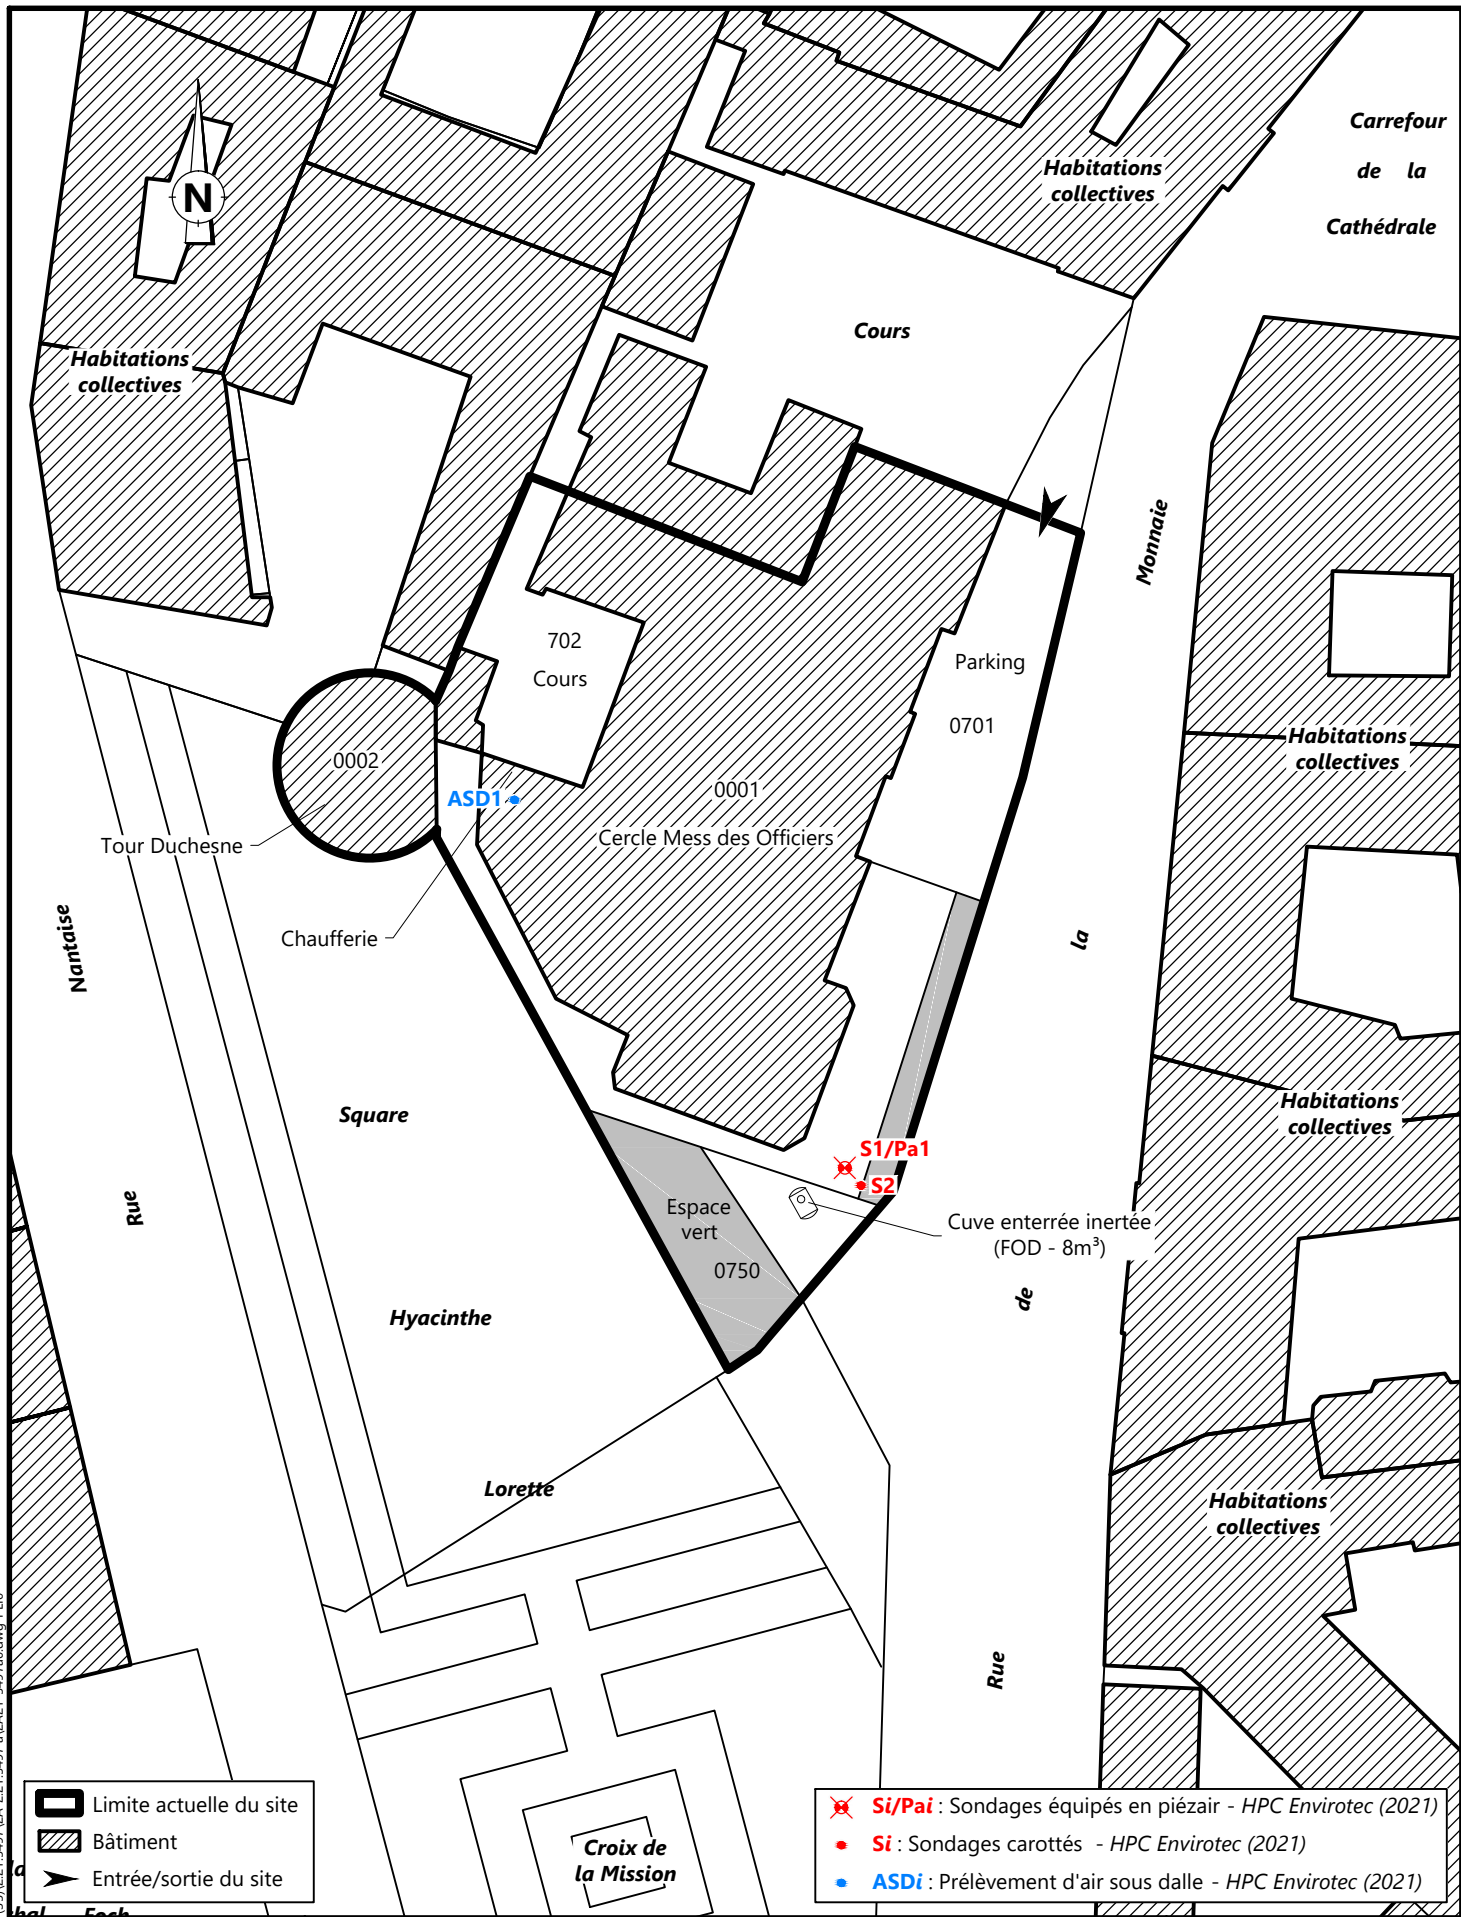 Carrefour
de la
Cathédrale
Habitations
collectives
N
Cours
Habitations
collectives
Monnaie
702
Cours
Parking
0701
Habitations
collectives
0002
0001
ASD1
Cercle Mess des Officiers
Tour Duchesne
Chaufferie
Nantaise
la
Square
Habitations
collectives
S1/Pa1
S2
Rue
Espace
vert
0750
Cuve enterrée inertée
(FOD - 8m³)
de
Hyacinthe
Lorette
Habitations
collectives
Rue
Limite actuelle du site
Bâtiment
Entrée/sortie du site
Croix de
la Mission
Si/Pai : Sondages équipés en piézair - HPC Envirotec (2021)
Si : Sondages carottés - HPC Envirotec (2021)
ASDi : Prélèvement d'air sous dalle - HPC Envirotec (2021)
Foch